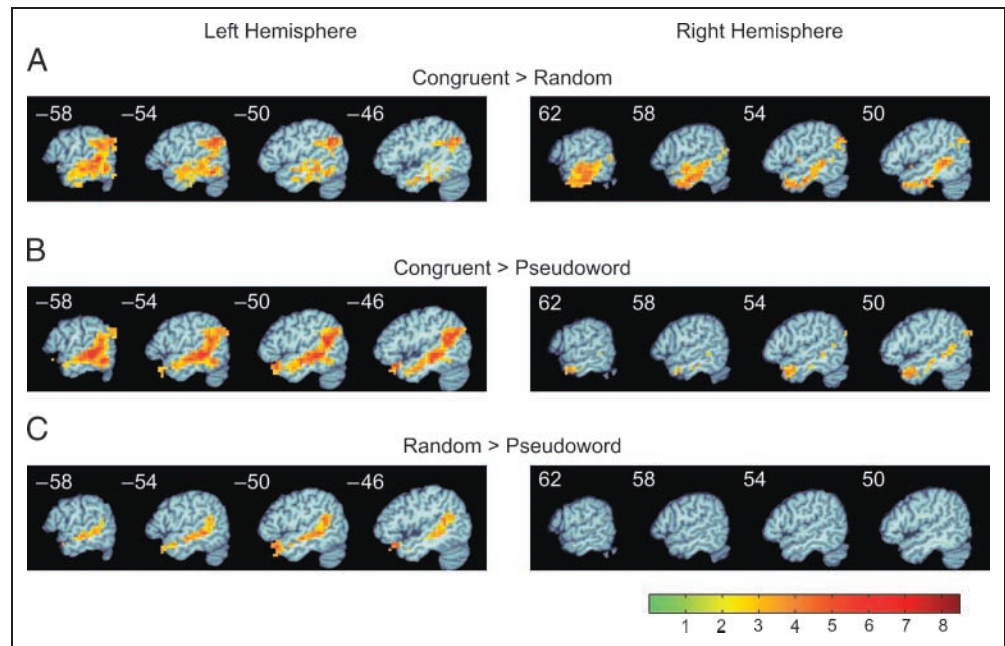 Left Hemisphere Right Hemisphere
A
Congruent > Random
−58 −54 −50 −46 62 58 54 50
B
Congruent > Pseudoword
−58 −54 −50 −46 62 58 54 50
C
Random > Pseudoword
−58 −54 −50 −46 62 58 54 50
1 2 3 4 5 6 7 8